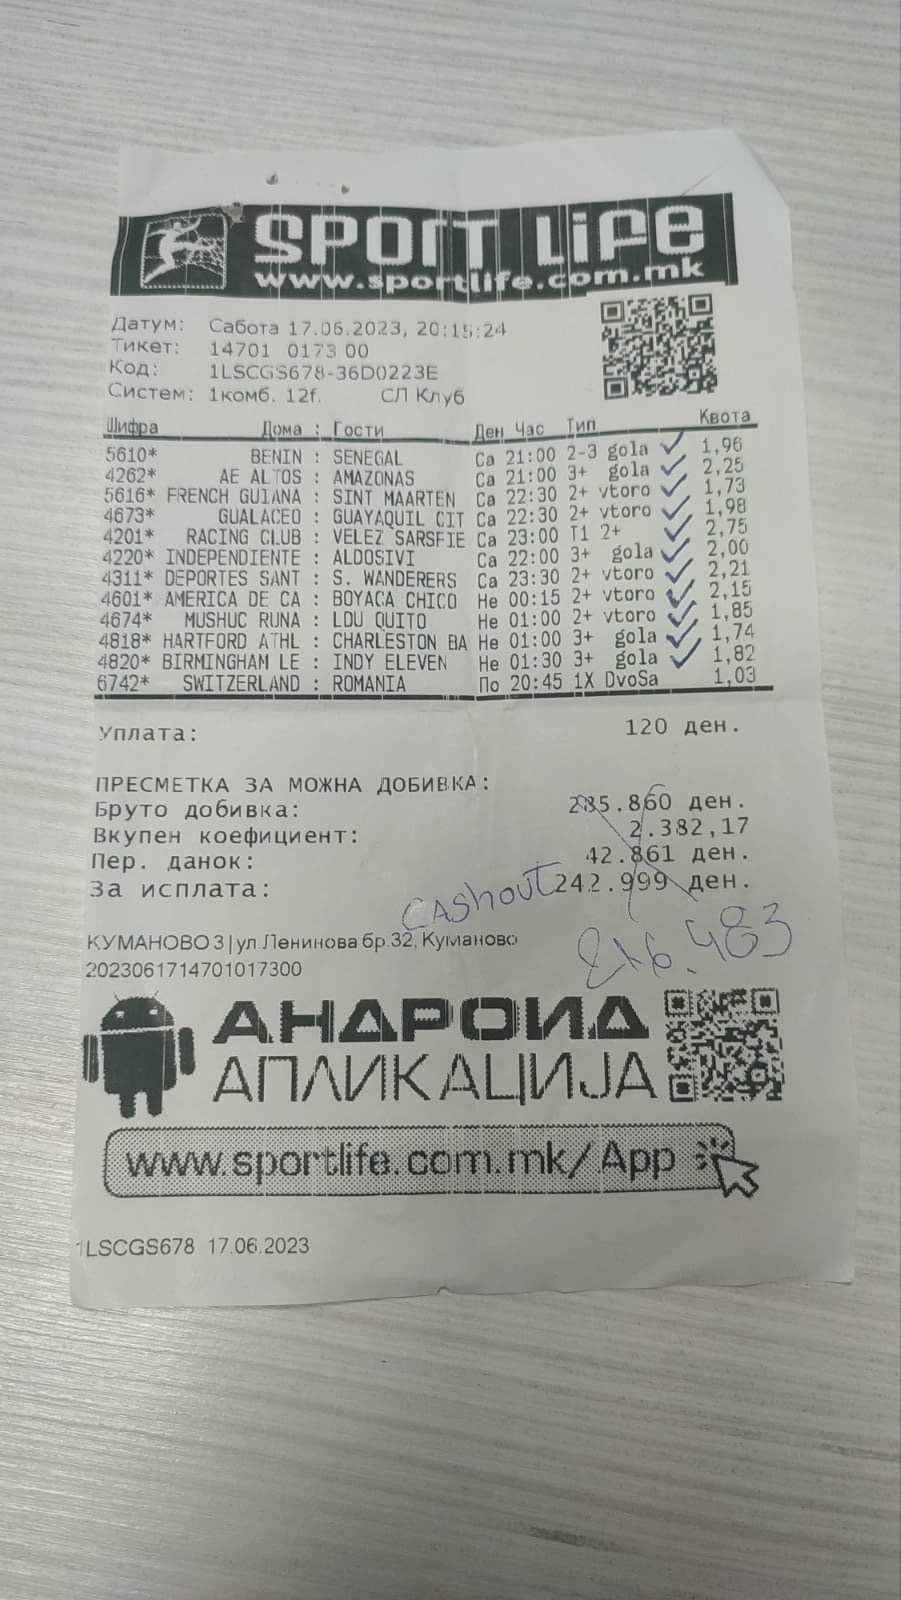 SPORT LIFE
www.sportlife.com.mk
Датум: Сабота 17.06.2023, 20:15:24
Тикет: 14701 0173 00
Код: 1LSCGS678-36D0223E
Систем: 1комб. 12f. СЛ Клуб
Шифра Дома : Гости Ден Час Тип Квота
5610* BENIN : SENEGAL Са 21:00 2-3 gola ✓ 1,96
4262* AE ALTOS : AMAZONAS Са 21:00 3+ gola ✓ 2,25
5616* FRENCH GUIANA : SINT MAARTEN Са 22:30 2+ vtoro ✓ 1,73
4673* GUALACEO : GUAYAQUIL CIT Са 22:30 2+ vtoro ✓ 1,98
4201* RACING CLUB : VELEZ SARSFIE Са 23:00 T1 2+ ✓ 2,75
4220* INDEPENDIENTE : ALDOSIVI Са 22:00 3+ gola ✓ 2,00
4311* DEPORTES SANT : S. WANDERERS Са 23:30 2+ vtoro ✓ 2,21
4601* AMERICA DE CA : BOYACA CHICO Не 00:15 2+ vtoro ✓ 2,15
4674* MUSHUC RUNA : LDU QUITO Не 01:00 2+ vtoro ✓ 1,85
4818* HARTFORD ATHL : CHARLESTON BA Не 01:00 3+ gola ✓ 1,74
4820* BIRMINGHAM LE : INDY ELEVEN Не 01:30 3+ gola ✓ 1,82
6742* SWITZERLAND : ROMANIA По 20:45 1X DvoSa 1,03
Уплата: 120 ден.
ПРЕСМЕТКА ЗА МОЖНА ДОБИВКА:
Бруто добивка: 285.860 ден.
Вкупен коефициент: 2.382,17
Пер. данок: 42.861 ден.
За исплата: 242.999 ден.
CAShout 216.483
КУМАНОВО 3 | ул.Ленинова бр.32, Куманово
2023061714701017300
АНДРОИД
АПЛИКАЦИЈА
www.sportlife.com.mk/App
1LSCGS678 17.06.2023